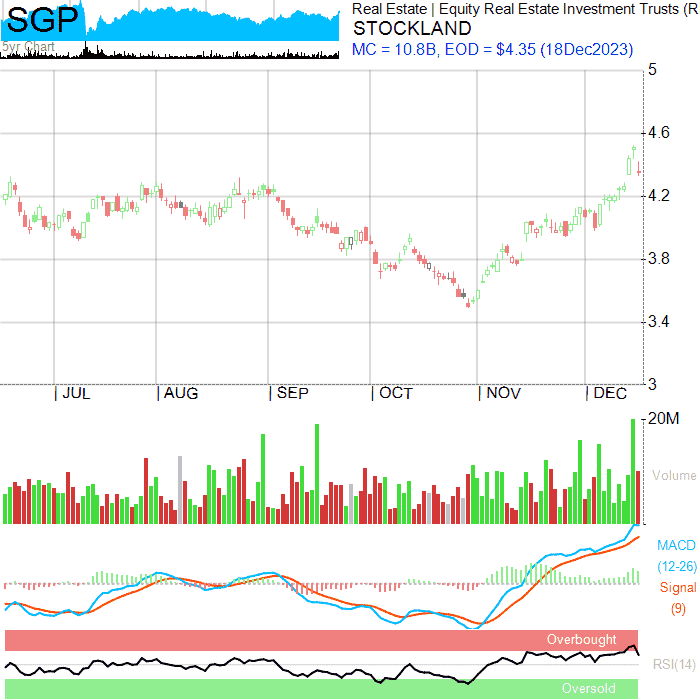 SGP
5yr Chart
Real Estate | Equity Real Estate Investment Trusts (R
STOCKLAND
MC = 10.8B, EOD = $4.35 (18Dec2023)
5
4.6
4.2
3.8
3.4
3
| JUL | AUG | SEP | OCT | NOV | DEC
20M
Volume
MACD
(12-26)
Signal
(9)
Overbought
RSI(14)
Oversold